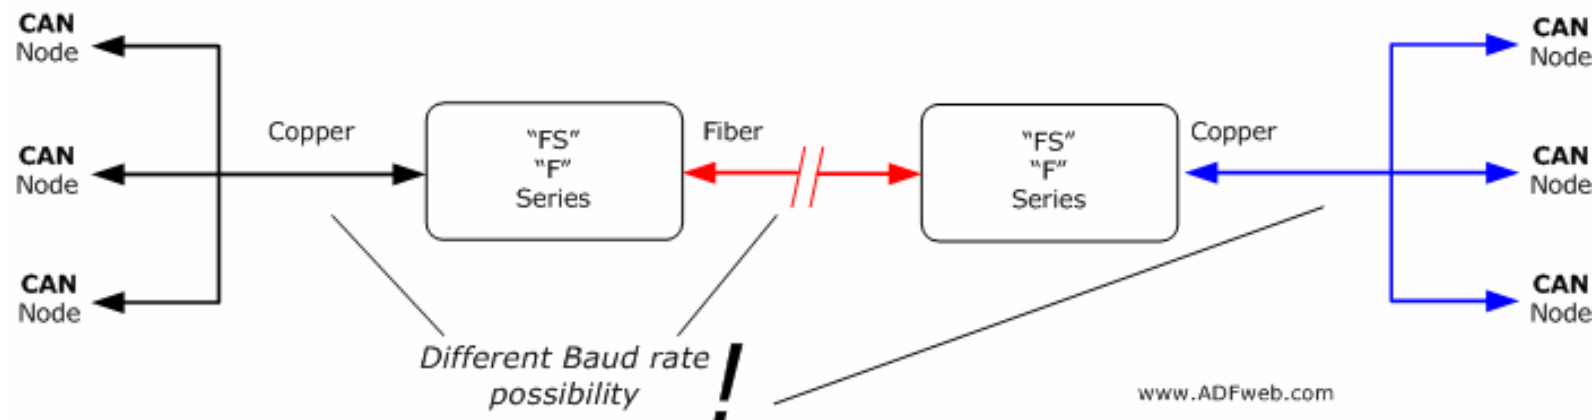 CAN
Node
CAN
Node
CAN
Node
Copper
"FS"
"F"
Series
Fiber
"FS"
"F"
Series
Copper
CAN
Node
CAN
Node
CAN
Node
Different Baud rate
possibility !
www.ADFweb.com